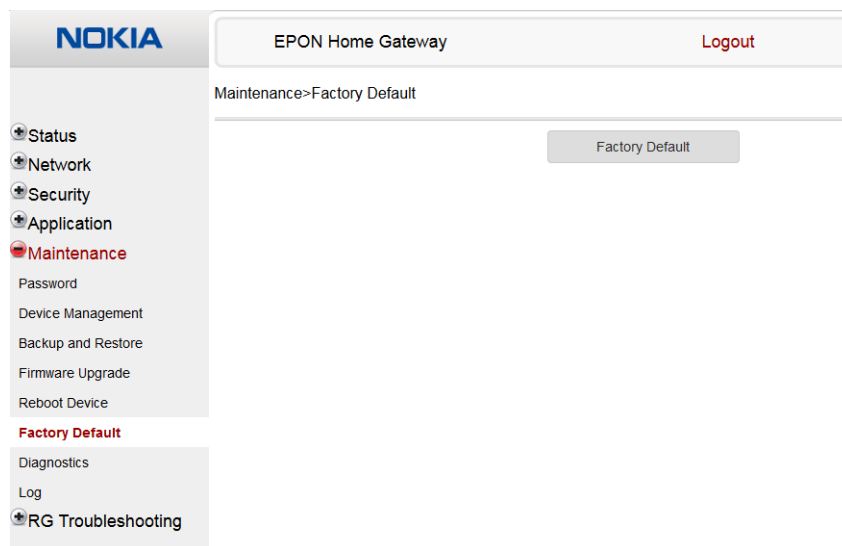 NOKIA
EPON Home Gateway
Logout
Maintenance>Factory Default
Factory Default
Status
Network
Security
Application
Maintenance
Password
Device Management
Backup and Restore
Firmware Upgrade
Reboot Device
Factory Default
Diagnostics
Log
RG Troubleshooting